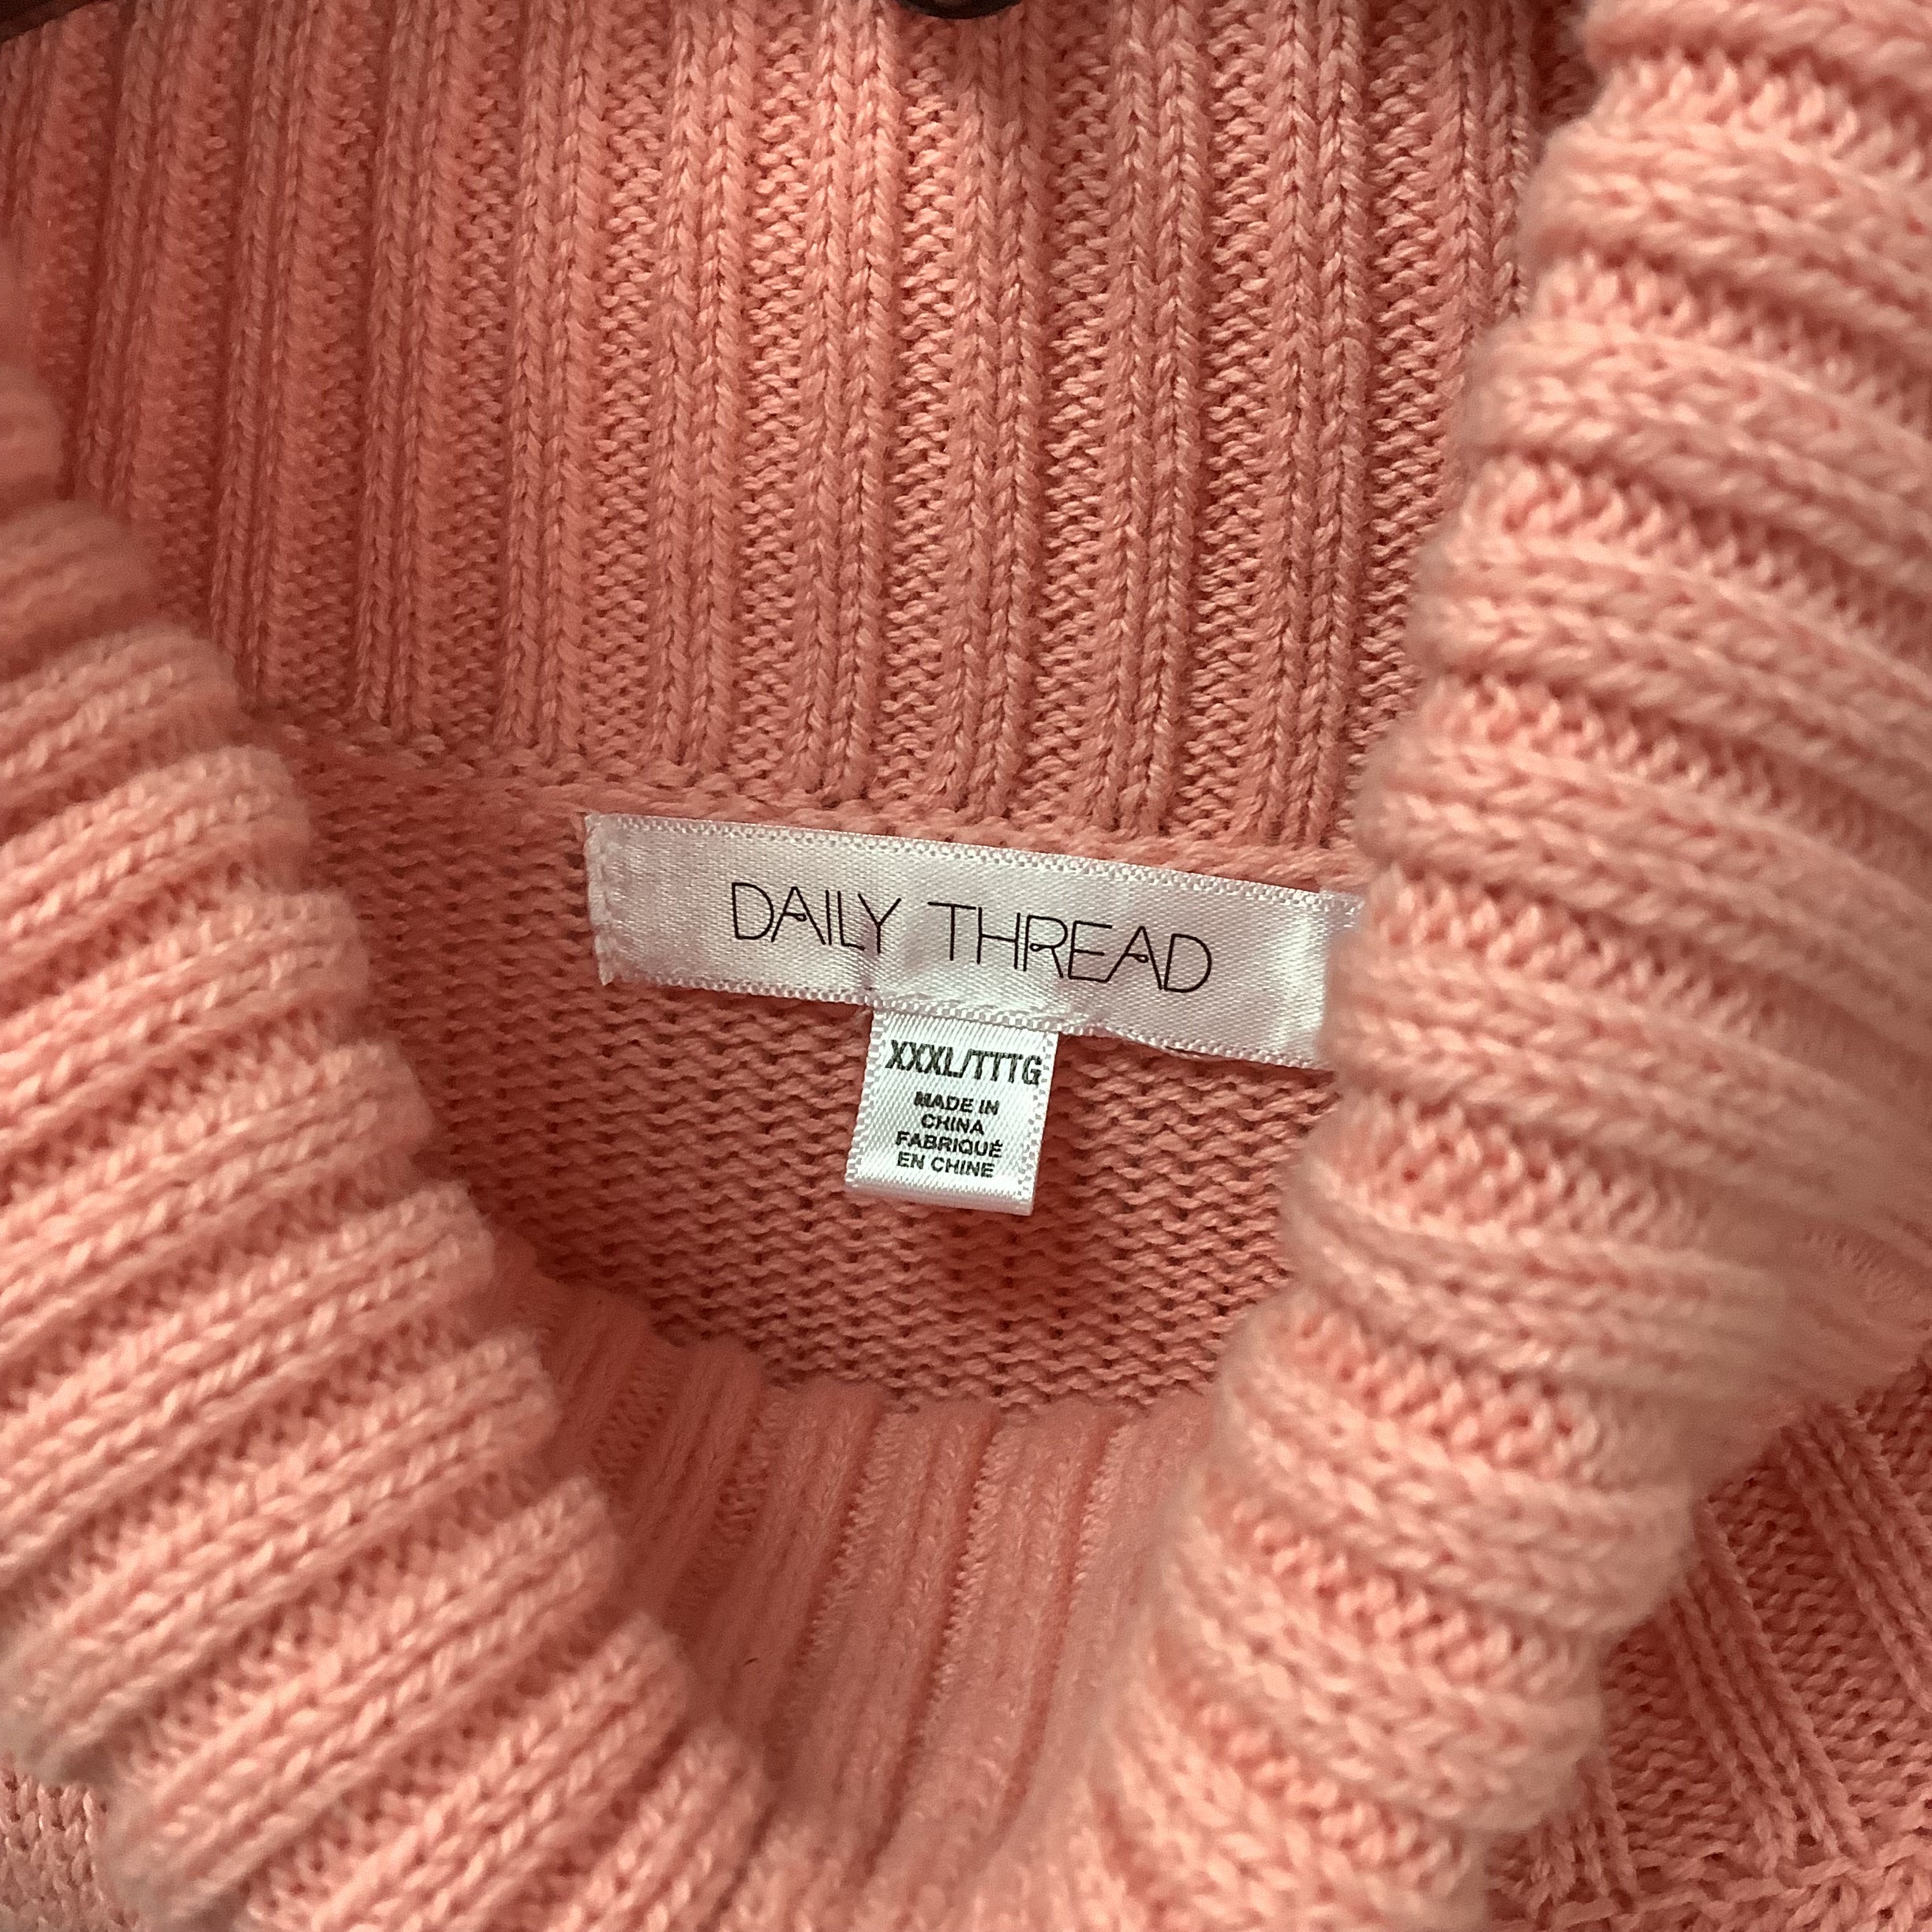 DAILY THREAD
XXXL/TTTG
MADE IN
CHINA
FABRIQUÉ
EN CHINE